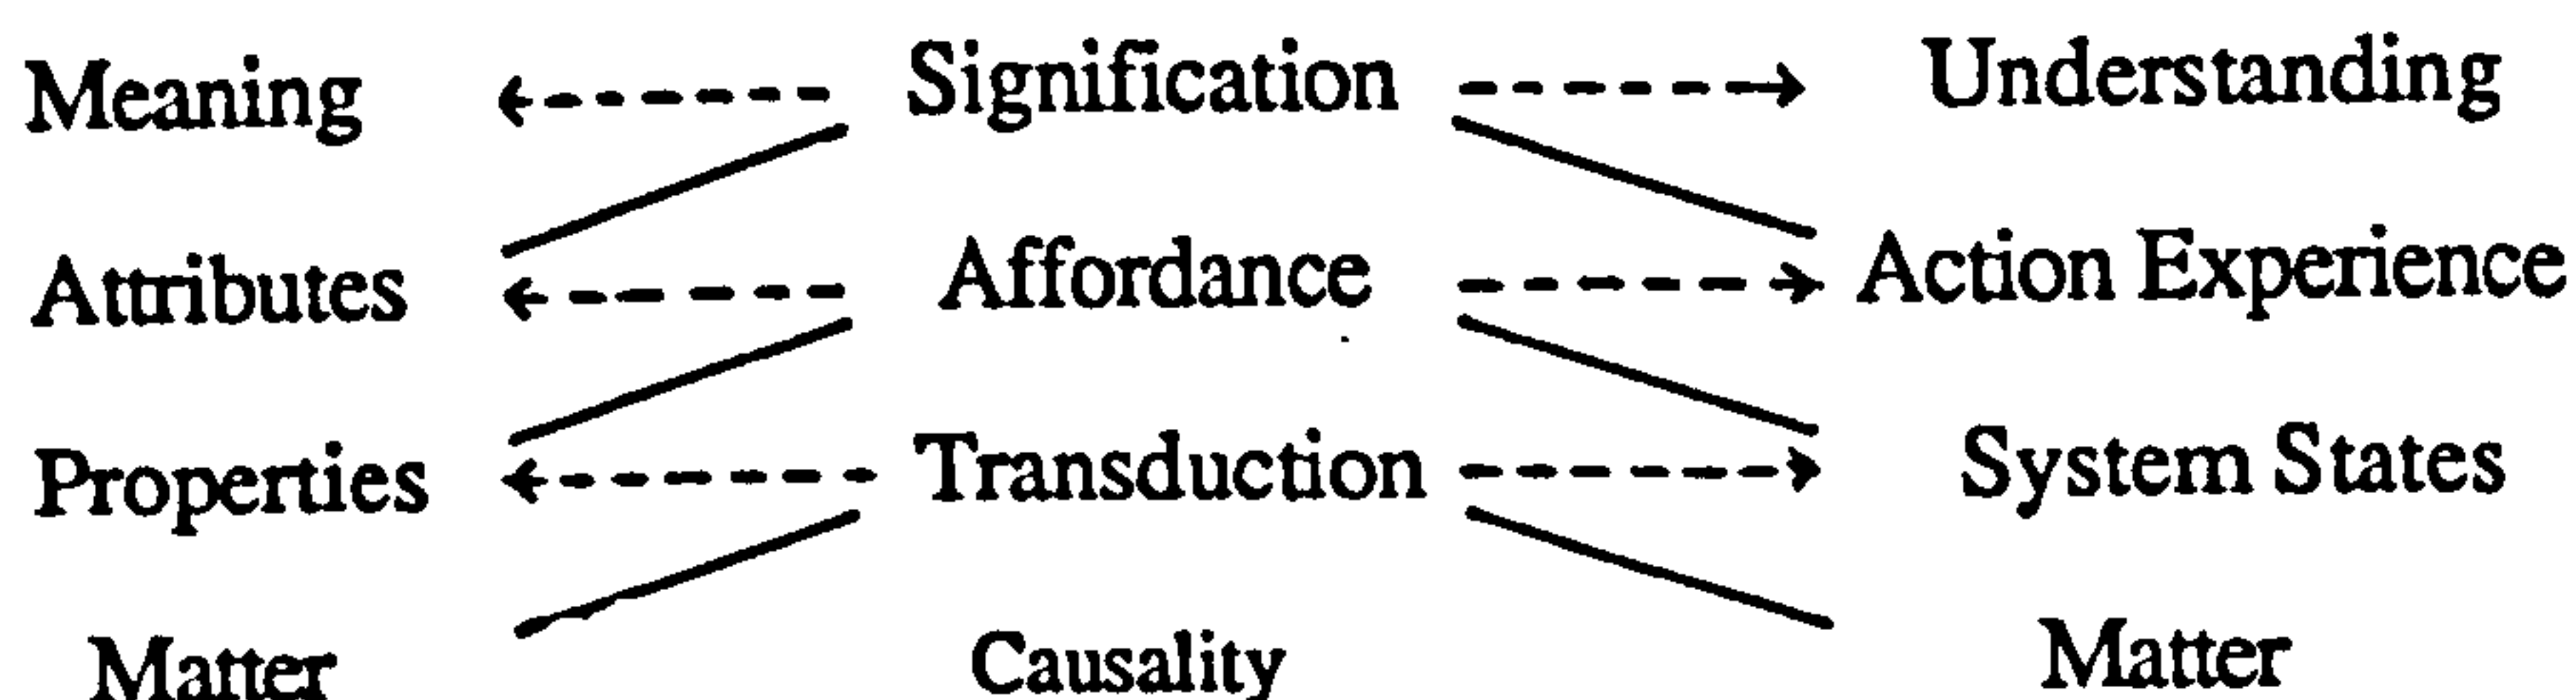 Meaning Signification Understanding
Attributes Affordance Action Experience
Properties Transduction System States
Matter Causality Matter